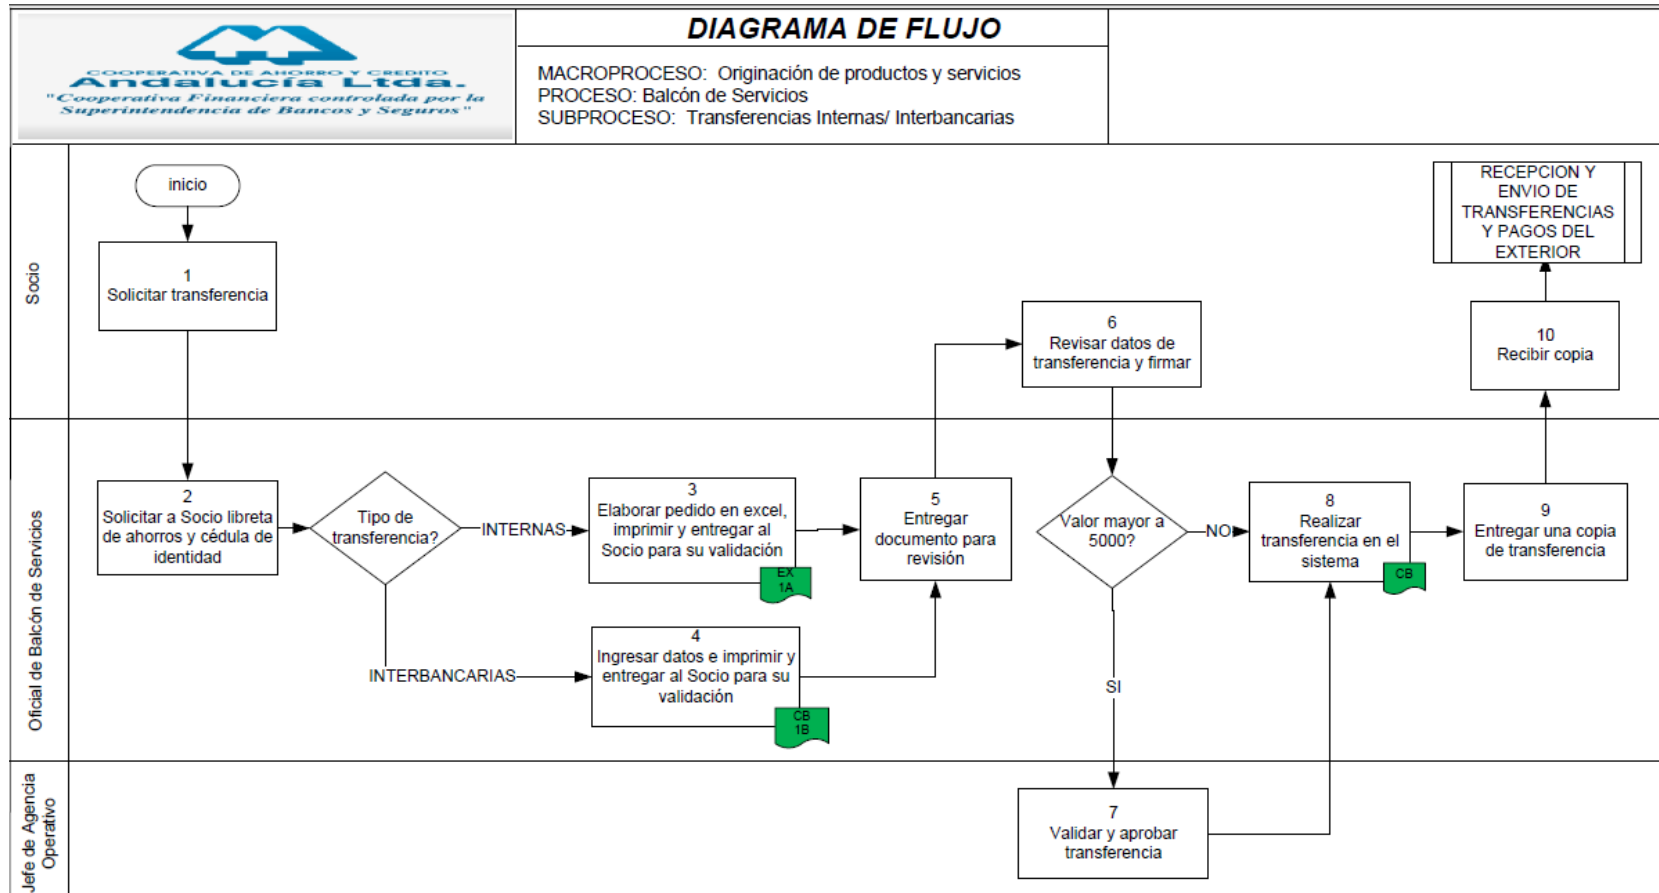 COOPERATIVA DE AHORRO Y CREDITO
Andalucía Ltda.
"Cooperativa Financiera controlada por la
Superintendencia de Bancos y Seguros"
DIAGRAMA DE FLUJO
MACROPROCESO: Originación de productos y servicios
PROCESO: Balcón de Servicios
SUBPROCESO: Transferencias Internas/ Interbancarias
Socio
inicio
1
Solicitar transferencia
6
Revisar datos de
transferencia y firmar
RECEPCION Y
ENVIO DE
TRANSFERENCIAS
Y PAGOS DEL
EXTERIOR
10
Recibir copia
Oficial de Balcón de Servicios
2
Solicitar a Socio libreta
de ahorros y cédula de
identidad
Tipo de
transferencia?
INTERNAS
3
Elaborar pedido en excel,
imprimir y entregar al
Socio para su validación
EX
1A
INTERBANCARIAS
4
Ingresar datos e imprimir y
entregar al Socio para su
validación
CB
1B
5
Entregar
documento para
revisión
Valor mayor a
5000?
NO
SI
8
Realizar
transferencia en el
sistema
CB
9
Entregar una copia
de transferencia
Jefe de Agencia
Operativo
7
Validar y aprobar
transferencia